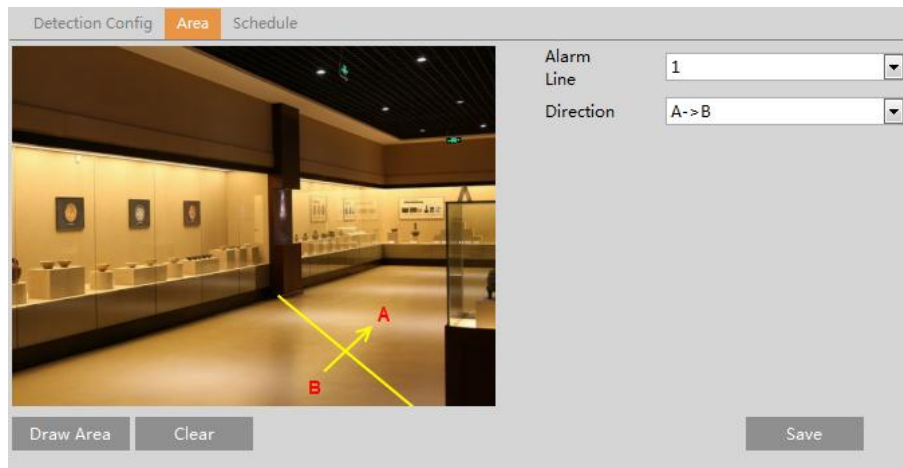 Detection Config Area Schedule
Alarm
Line
1
Direction
A->B
A
B
Draw Area Clear Save